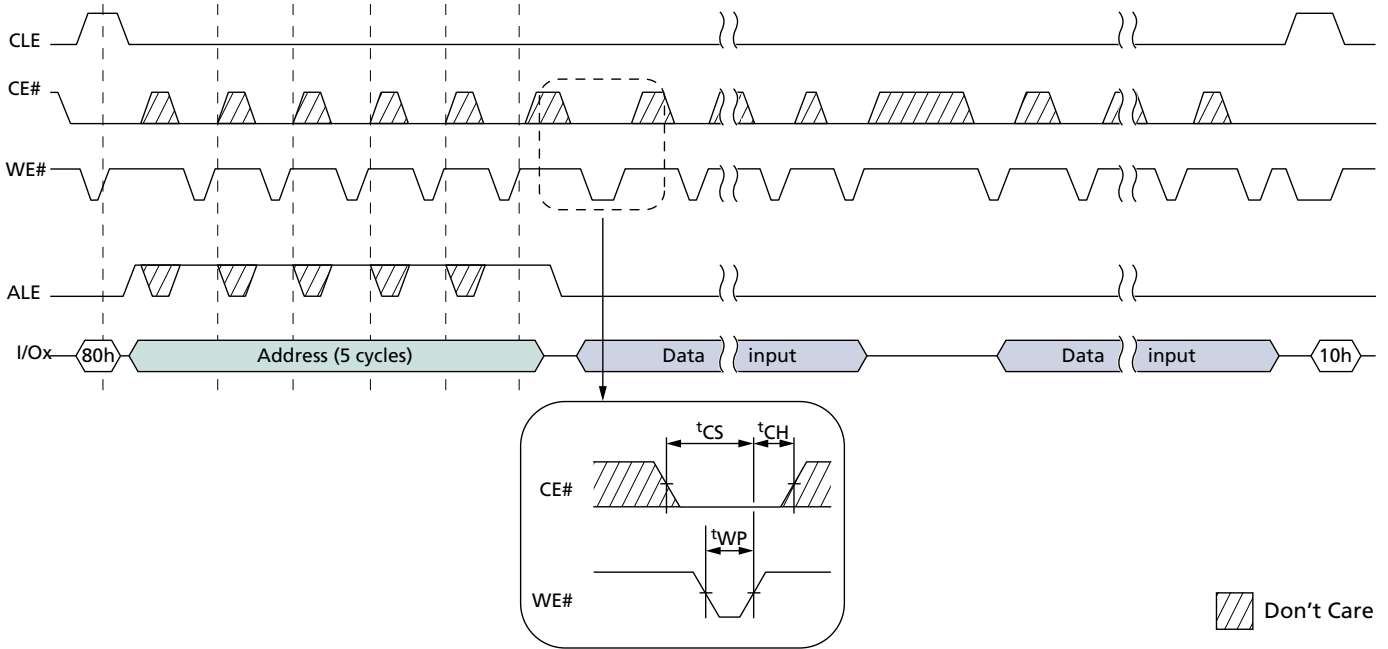 CLE
CE#
WE#
ALE
I/Ox 80h Address (5 cycles) Data input Data input 10h
tCS tCH
CE#
tWP
WE#
Don't Care